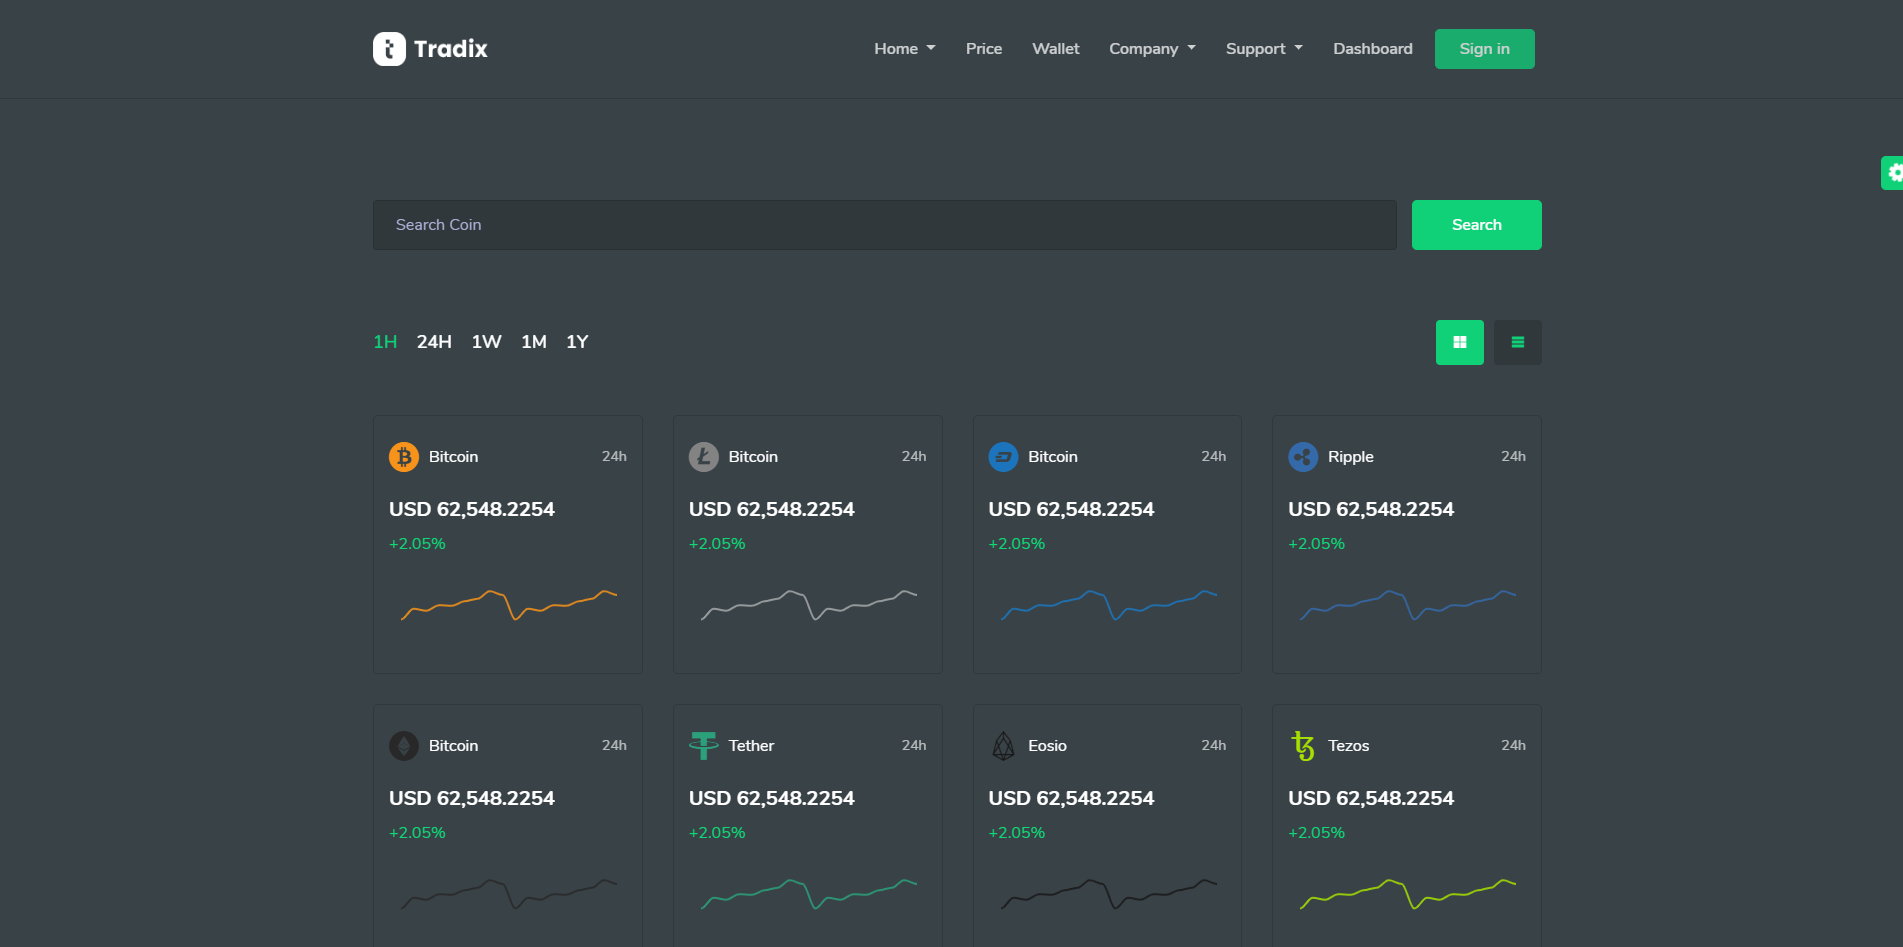 Tradix
Home Price Wallet Company Support Dashboard Sign in
Search Coin Search
1H 24H 1W 1M 1Y
Bitcoin 24h
USD 62,548.2254
+2.05%
Bitcoin 24h
USD 62,548.2254
+2.05%
Bitcoin 24h
USD 62,548.2254
+2.05%
Ripple 24h
USD 62,548.2254
+2.05%
Bitcoin 24h
USD 62,548.2254
+2.05%
Tether 24h
USD 62,548.2254
+2.05%
Eosio 24h
USD 62,548.2254
+2.05%
Tezos 24h
USD 62,548.2254
+2.05%